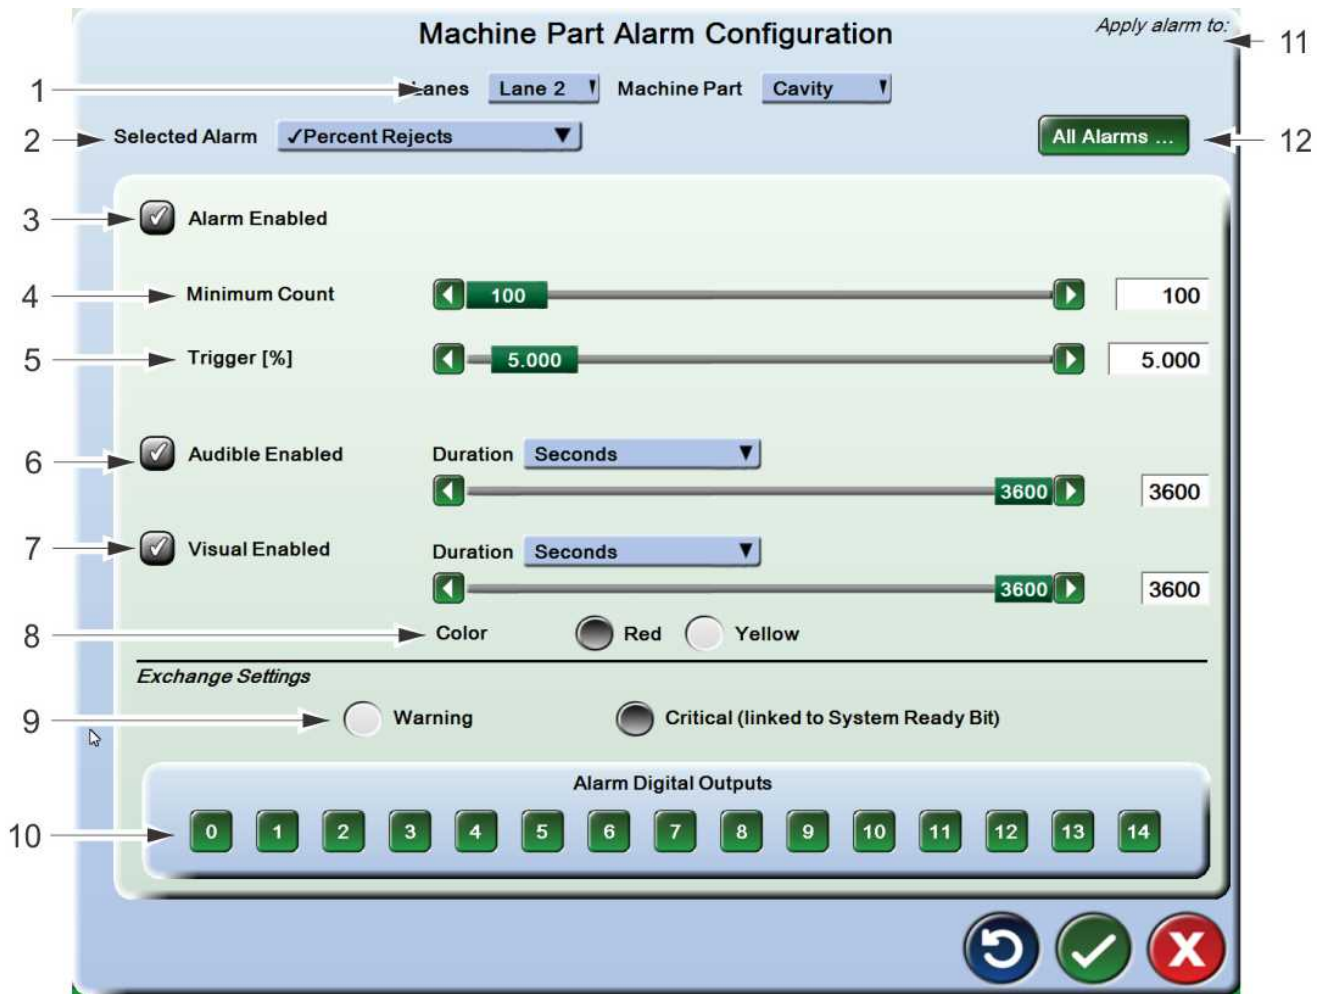 Machine Part Alarm Configuration
Apply alarm to:
11
1
Lanes Lane 2 Machine Part Cavity
2
Selected Alarm ✓Percent Rejects
All Alarms ...
12
3
Alarm Enabled
4
Minimum Count 100 100
5
Trigger [%] 5.000 5.000
6
Audible Enabled Duration Seconds
3600 3600
7
Visual Enabled Duration Seconds
3600 3600
8
Color Red Yellow
Exchange Settings
9
Warning Critical (linked to System Ready Bit)
Alarm Digital Outputs
10
0 1 2 3 4 5 6 7 8 9 10 11 12 13 14